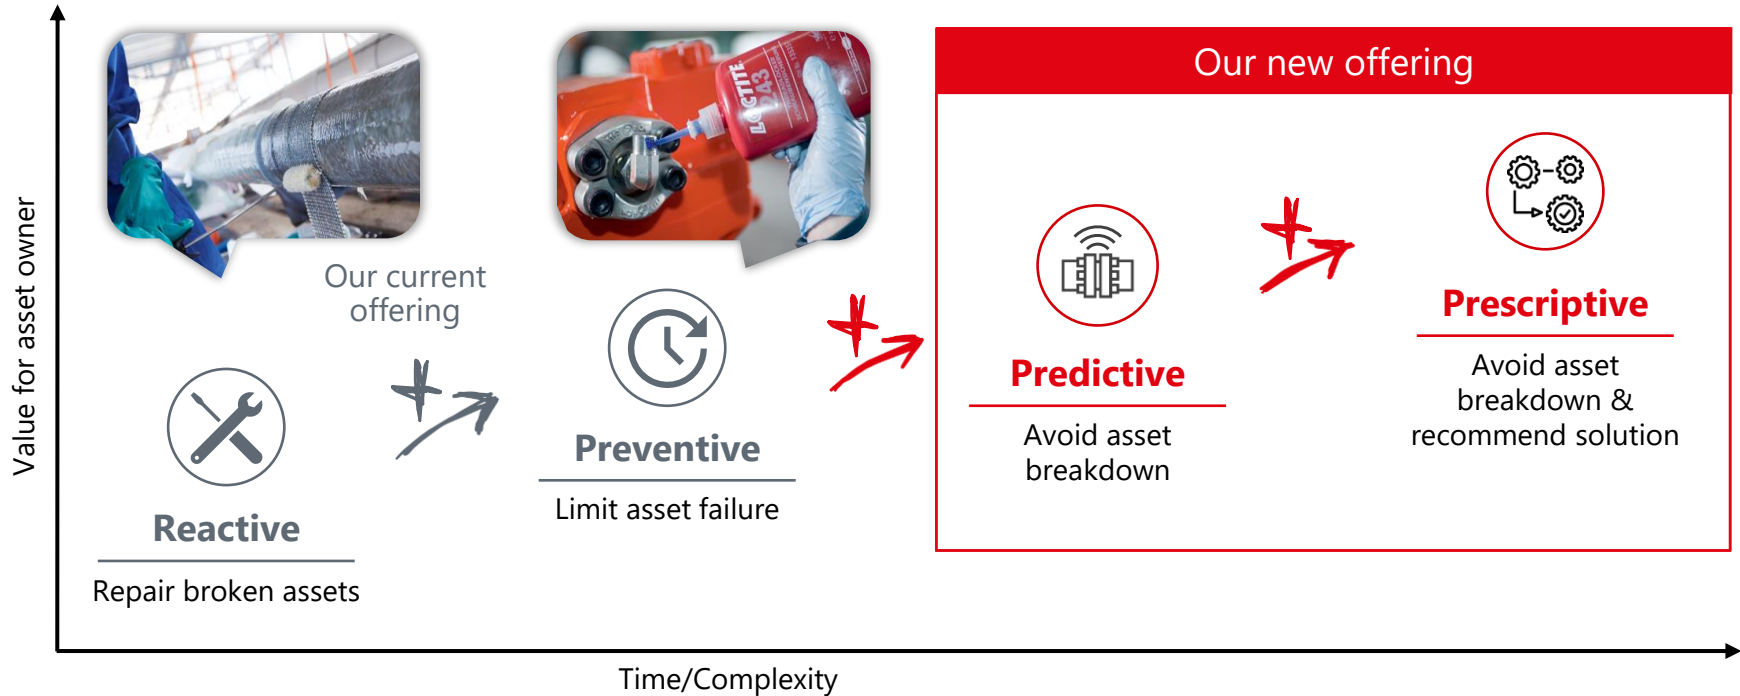 Value for asset owner
LOCTITE
243
Our current
offering
Reactive
Repair broken assets
Preventive
Limit asset failure
Our new offering
Predictive
Avoid asset
breakdown
Prescriptive
Avoid asset
breakdown &
recommend solution
Time/Complexity